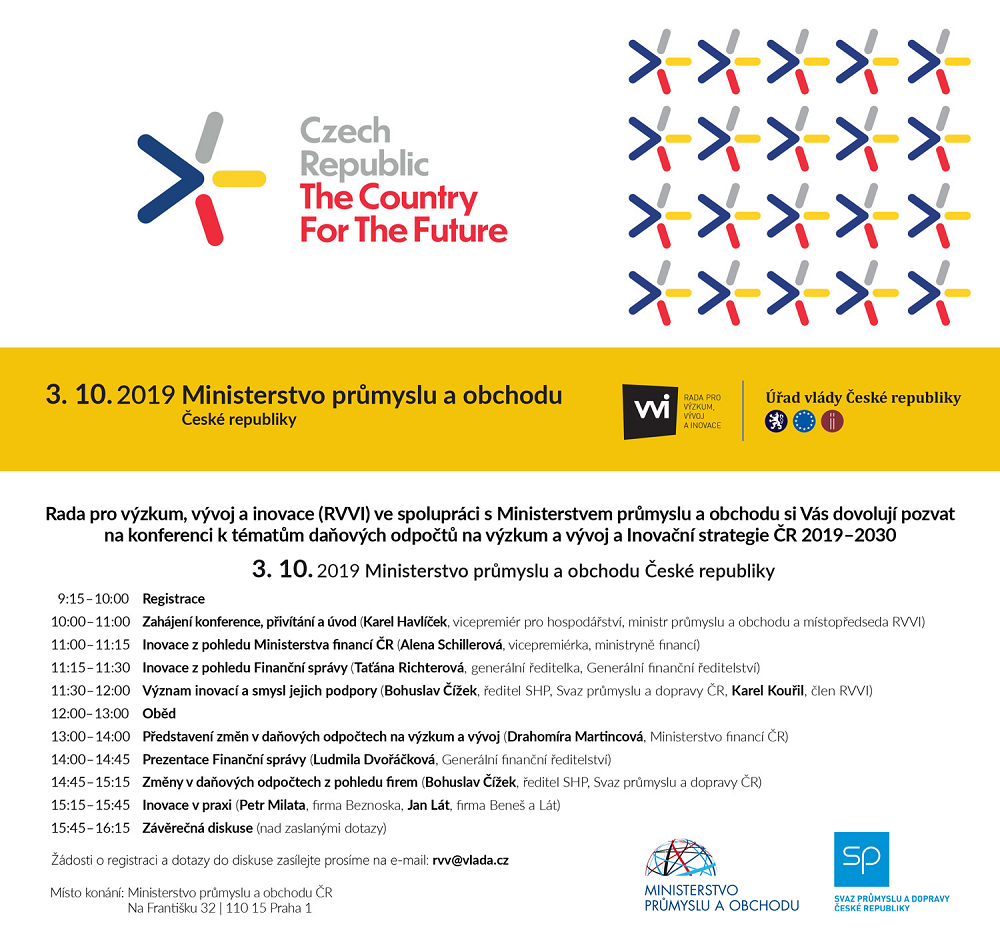 Czech
Republic
The Country
For The Future
3. 10. 2019 Ministerstvo průmyslu a obchodu
České republiky
vvi
RADA PRO
VÝZKUM,
VÝVOJ
A INOVACE
Úřad vlády České republiky
Rada pro výzkum, vývoj a inovace (RVVI) ve spolupráci s Ministerstvem průmyslu a obchodu si Vás dovolují pozvat
na konferenci k tématům daňových odpočtů na výzkum a vývoj a Inovační strategie ČR 2019–2030
3. 10. 2019 Ministerstvo průmyslu a obchodu České republiky
9:15–10:00 Registrace
10:00–11:00 Zahájení konference, přivítání a úvod (Karel Havlíček, vicepremiér pro hospodářství, ministr průmyslu a obchodu a místopředseda RVVI)
11:00–11:15 Inovace z pohledu Ministerstva financí ČR (Alena Schillerová, vicepremiérka, ministryně financí)
11:15–11:30 Inovace z pohledu Finanční správy (Taťána Richterová, generální ředitelka, Generální finanční ředitelství)
11:30–12:00 Význam inovací a smysl jejich podpory (Bohuslav Čížek, ředitel SHP, Svaz průmyslu a dopravy ČR, Karel Kouřil, člen RVVI)
12:00–13:00 Oběd
13:00–14:00 Představení změn v daňových odpočtech na výzkum a vývoj (Drahomíra Martincová, Ministerstvo financí ČR)
14:00–14:45 Prezentace Finanční správy (Ludmila Dvořáčková, Generální finanční ředitelství)
14:45–15:15 Změny v daňových odpočtech z pohledu firem (Bohuslav Čížek, ředitel SHP, Svaz průmyslu a dopravy ČR)
15:15–15:45 Inovace v praxi (Petr Milata, firma Beznoska, Jan Lát, firma Beneš a Lát)
15:45–16:15 Závěrečná diskuse (nad zaslanými dotazy)
Žádosti o registraci a dotazy do diskuse zasílejte prosíme na e-mail: rvv@vlada.cz
Místo konání: Ministerstvo průmyslu a obchodu ČR
Na Františku 32 | 110 15 Praha 1
MINISTERSTVO
PRŮMYSLU A OBCHODU
sp
SVAZ PRŮMYSLU A DOPRAVY
ČESKÉ REPUBLIKY